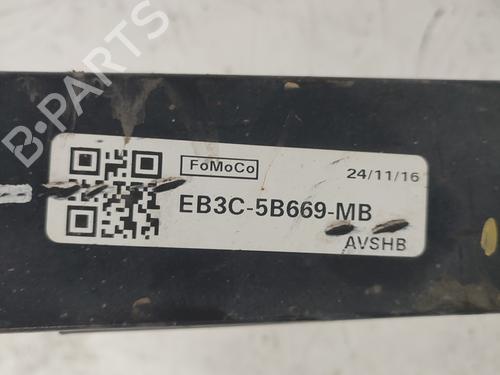 B-PARTS
FoMoCo
24/11/16
EB3C-5B669-MB
AVSHB